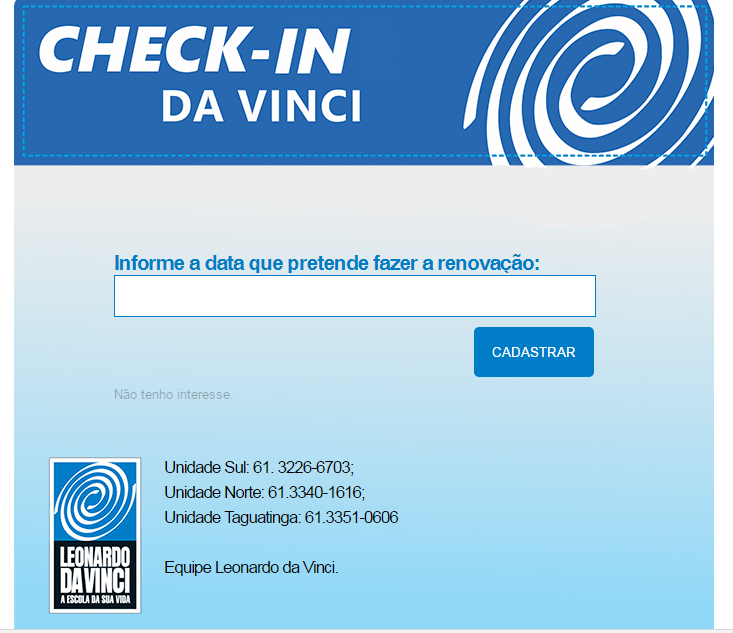 CHECK-IN
DA VINCI
Informe a data que pretende fazer a renovação:
CADASTRAR
Não tenho interesse.
Unidade Sul: 61. 3226-6703;
Unidade Norte: 61.3340-1616;
Unidade Taguatinga: 61.3351-0606
Equipe Leonardo da Vinci.
LEONARDO
DA VINCI
A ESCOLA DA SUA VIDA